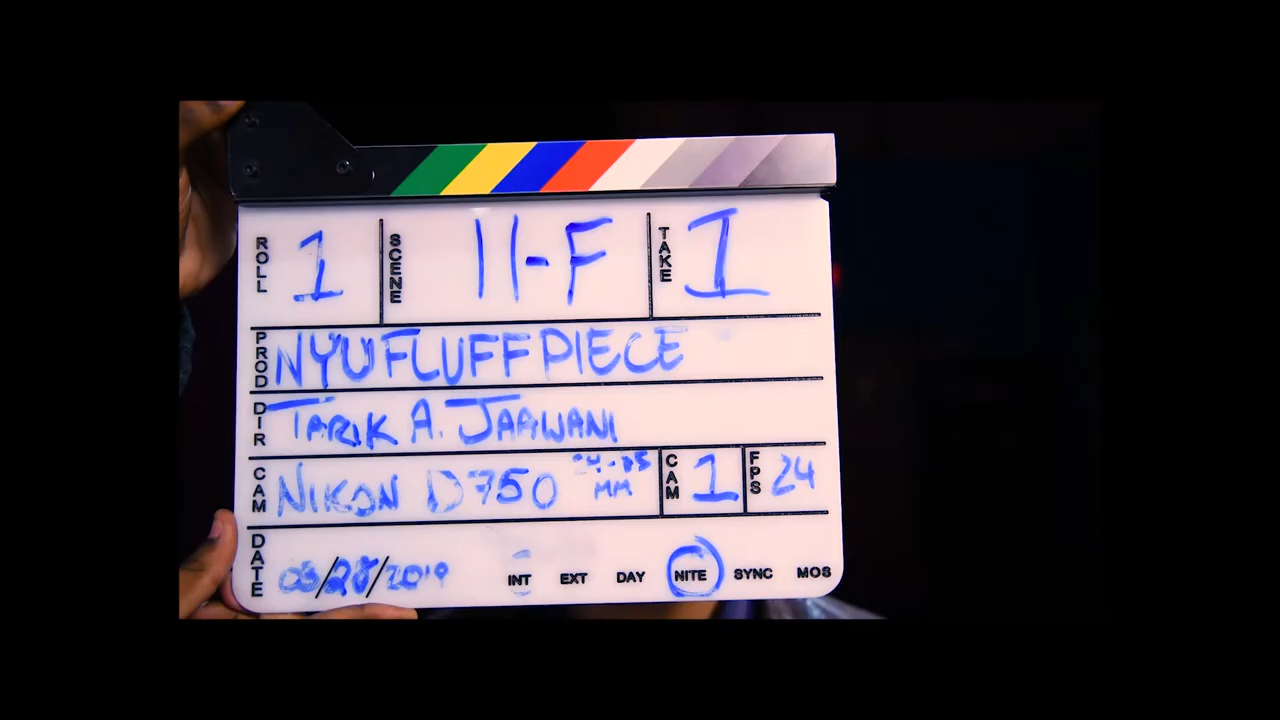 ROLL 1 SCENE 11-F TAKE 1
PROD NYU FLUFF PIECE
DIR TARIK A. JAAWANI
CAM NIKON D750 24-85 MM CAM 1 FPS 24
DATE 08/28/2019 INT EXT DAY NITE SYNC MOS